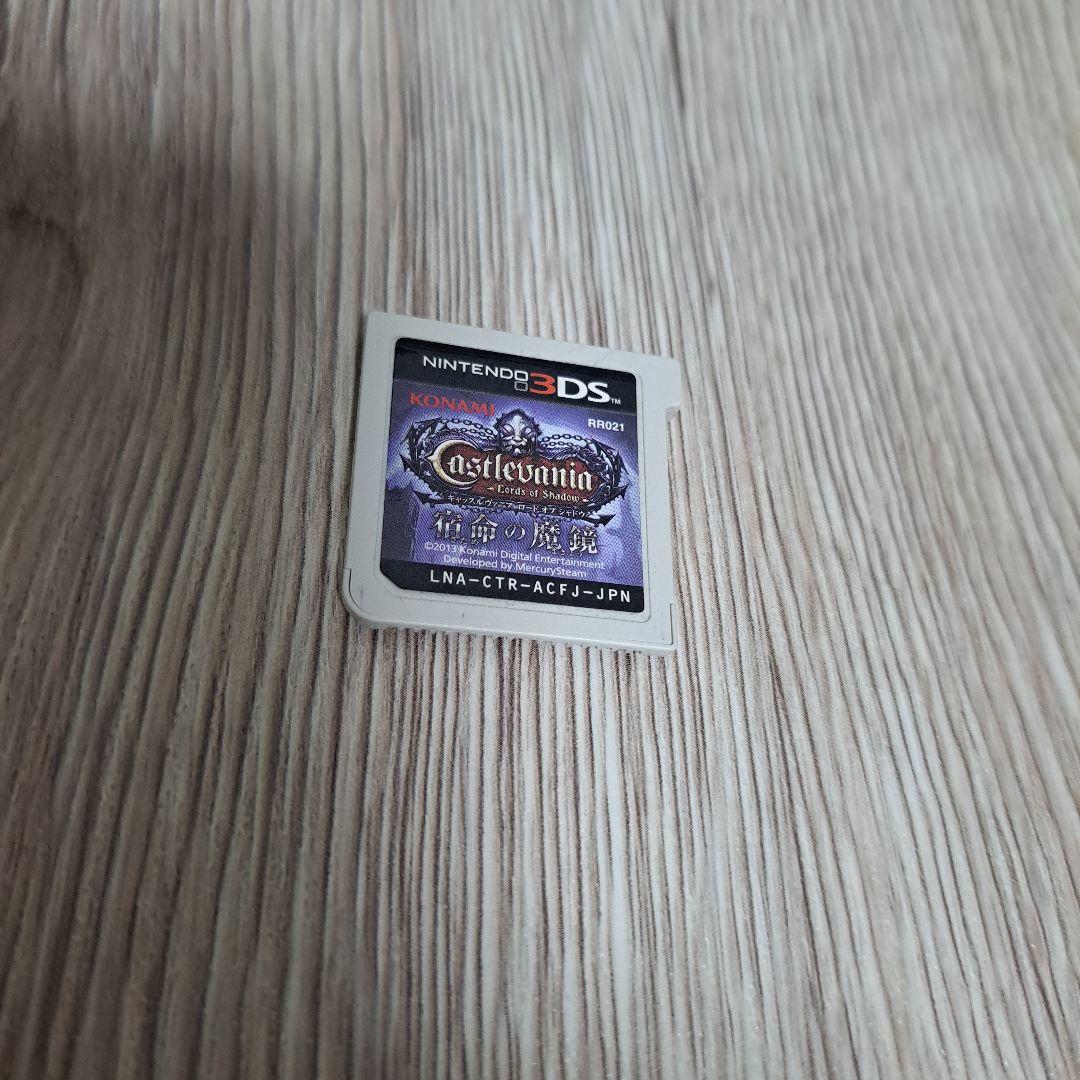 NINTENDO 3DS™
KONAMI
RR021
Castlevania
Lords of Shadow
キャッスルヴァニア ロード オブ シャドウ
宿命の魔鏡
©2013 Konami Digital Entertainment
Developed by MercurySteam
LNA-CTR-ACFJ-JPN